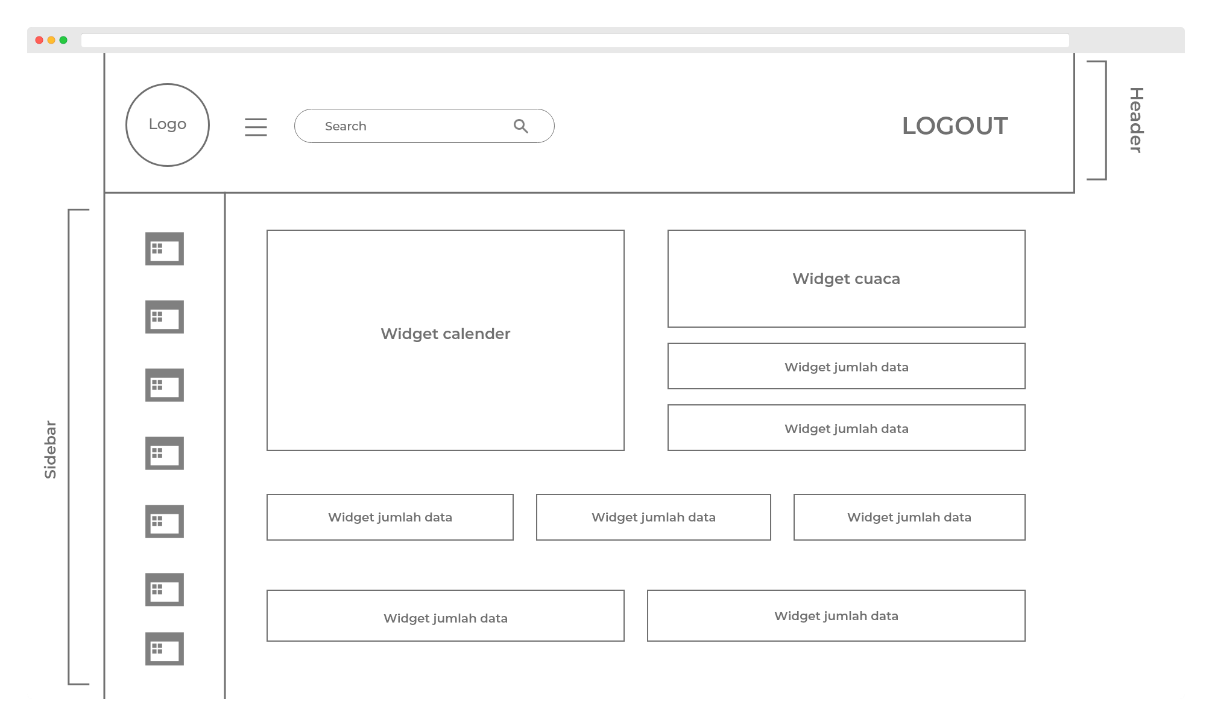 Logo
Search
LOGOUT
Header
Sidebar
Widget calender
Widget cuaca
Widget jumlah data
Widget jumlah data
Widget jumlah data
Widget jumlah data
Widget jumlah data
Widget jumlah data
Widget jumlah data